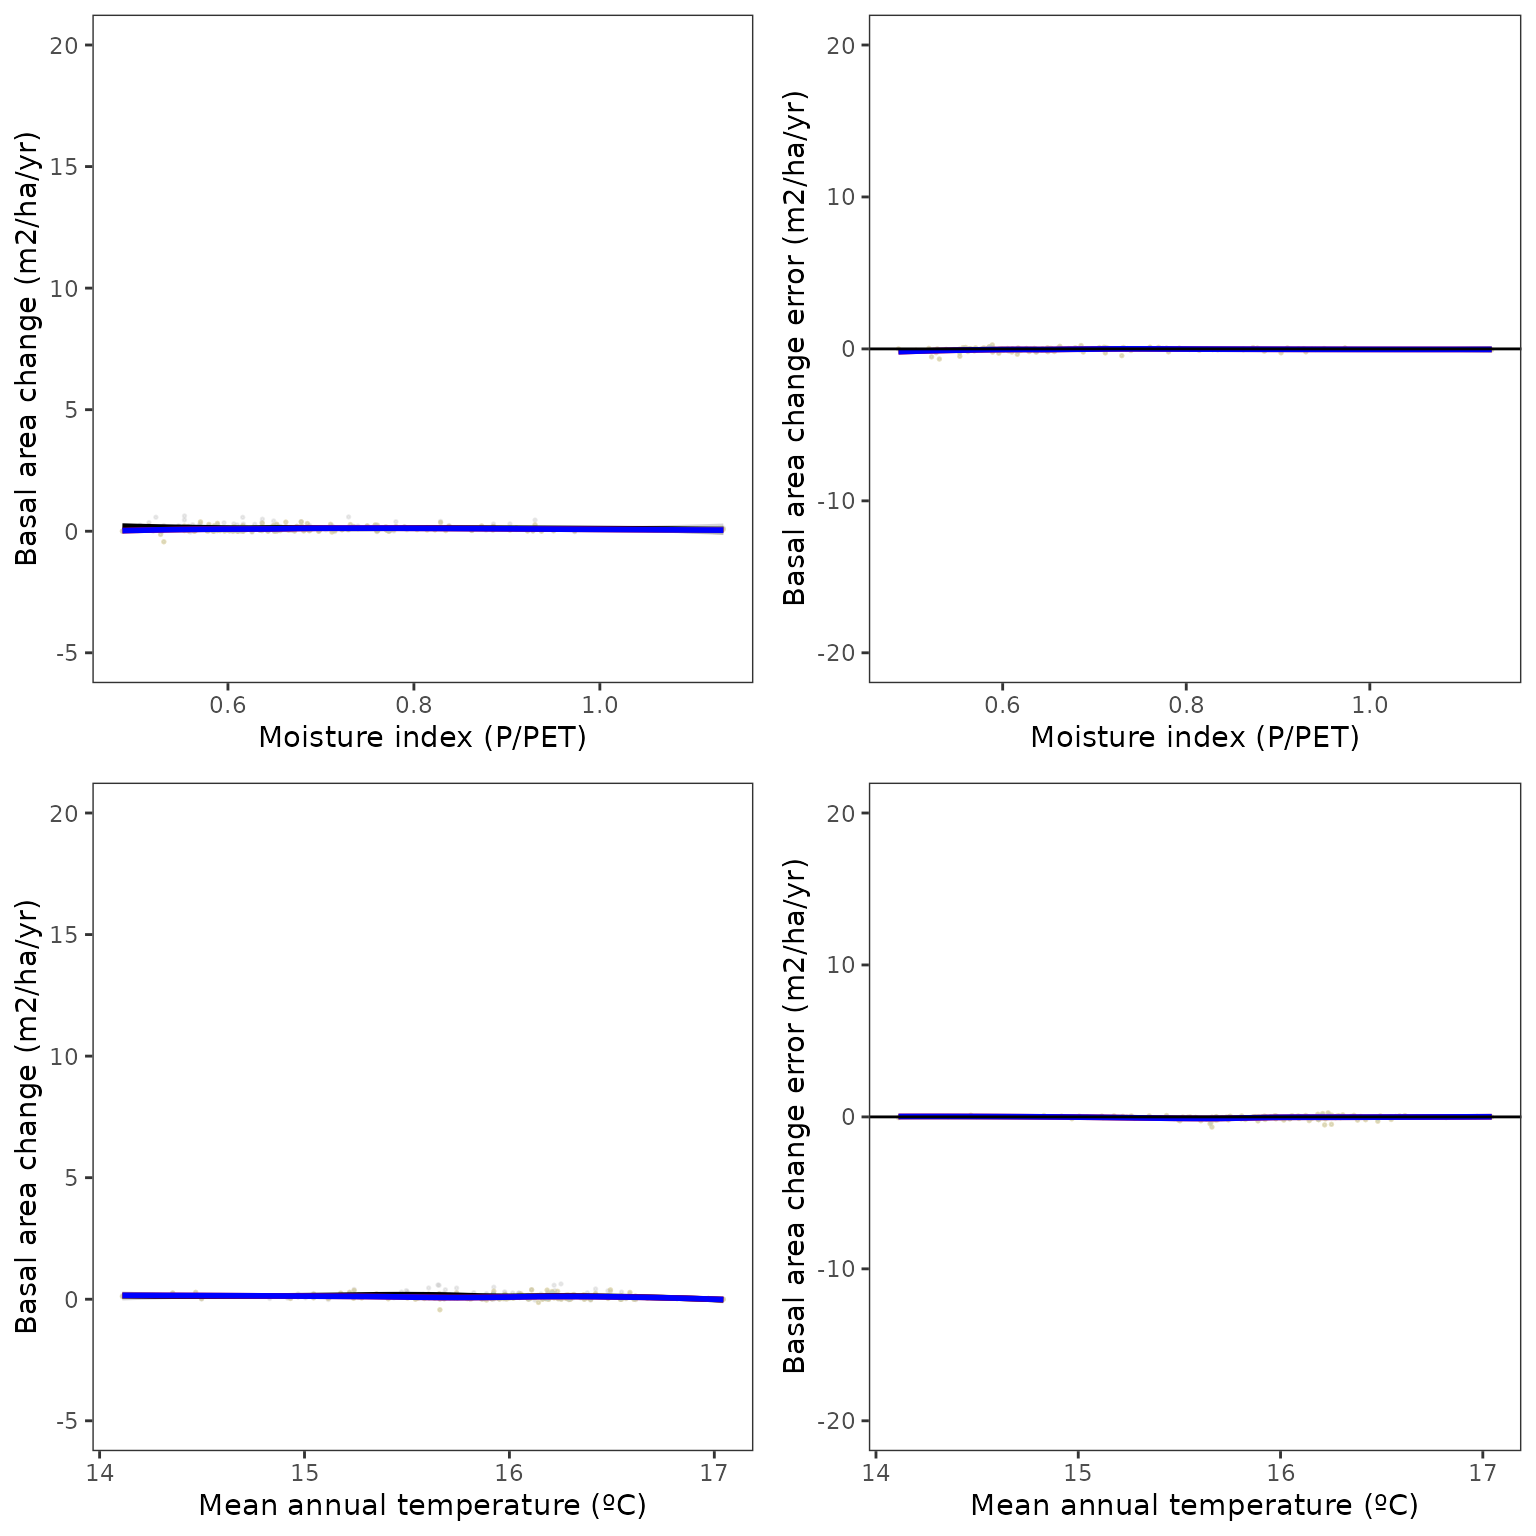 Basal area change (m2/ha/yr)
20
15
10
5
0
-5
0.6 0.8 1.0
Moisture index (P/PET)
Basal area change error (m2/ha/yr)
20
10
0
-10
-20
0.6 0.8 1.0
Moisture index (P/PET)
Basal area change (m2/ha/yr)
20
15
10
5
0
-5
14 15 16 17
Mean annual temperature (ºC)
Basal area change error (m2/ha/yr)
20
10
0
-10
-20
14 15 16 17
Mean annual temperature (ºC)